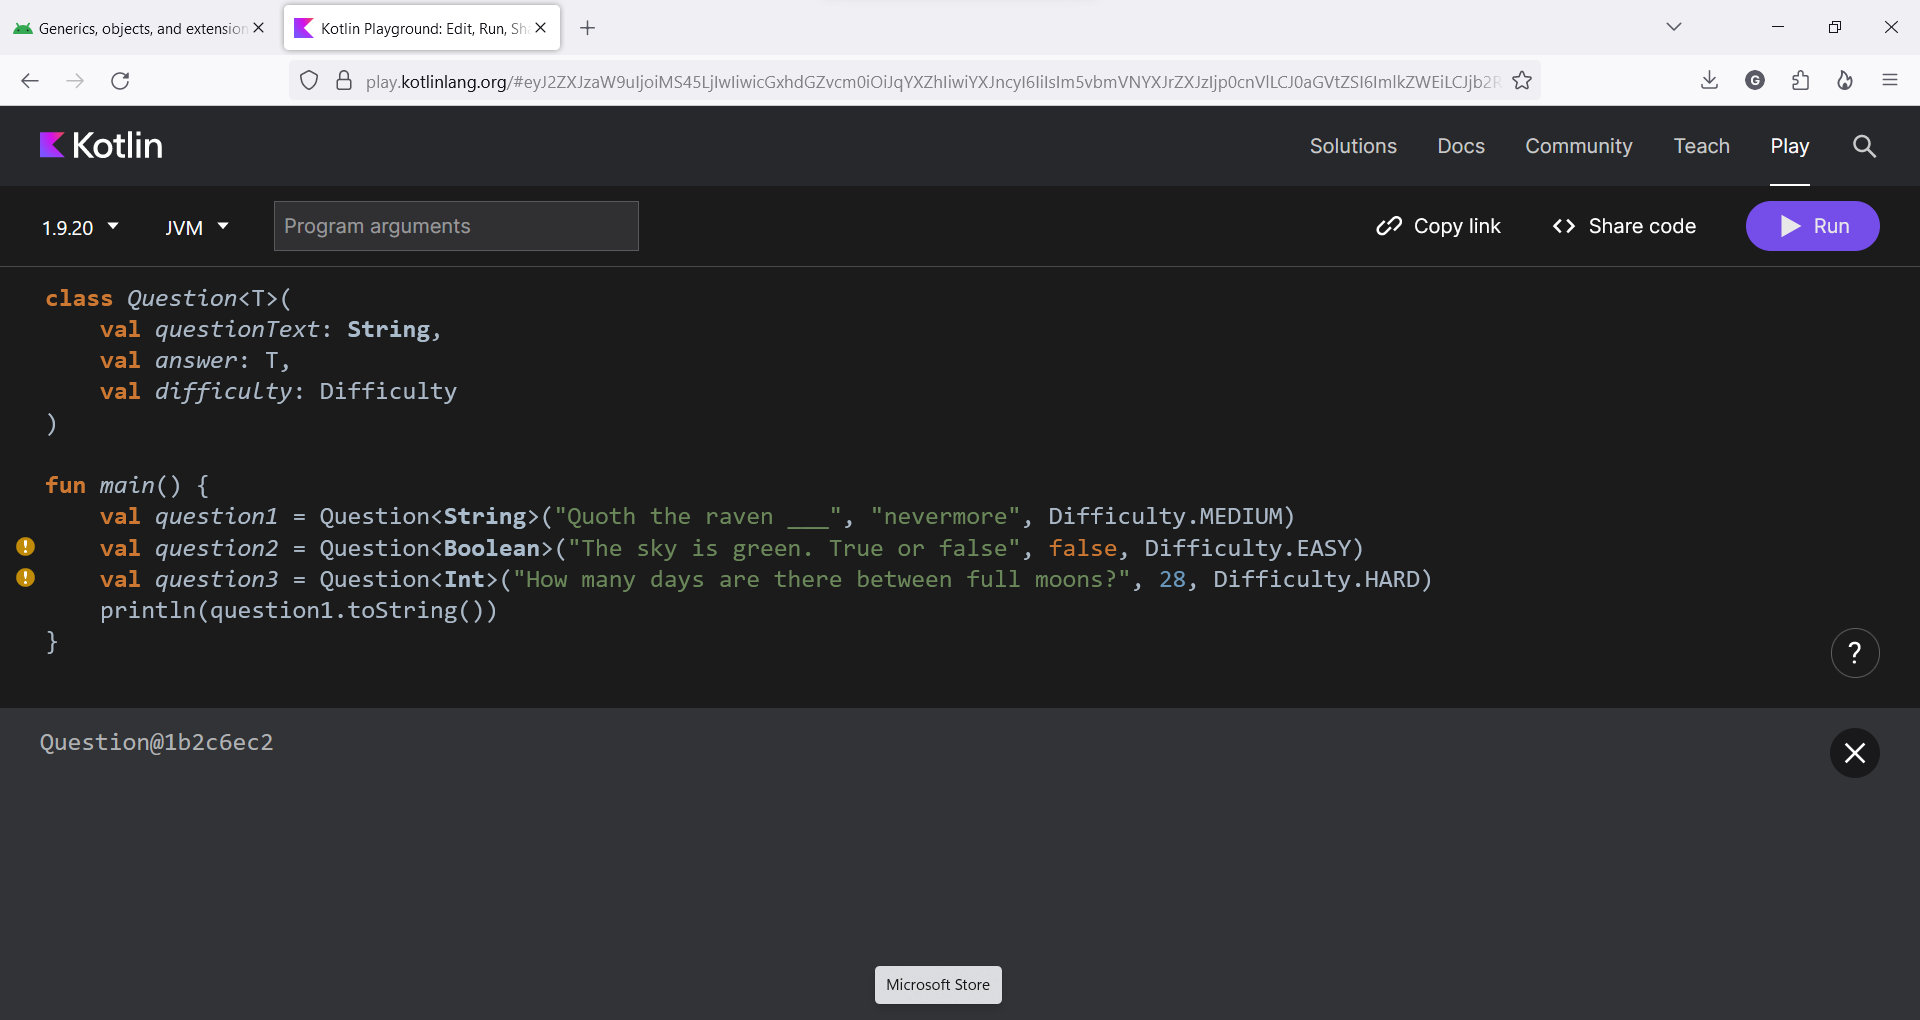 Generics, objects, and extension
Kotlin Playground: Edit, Run, Sh
Kotlin
Solutions
Docs
Community
Teach
Play
1.9.20
JVM
Program arguments
Copy link
<> Share code
Run
class Question<T>(
    val questionText: String,
    val answer: T,
    val difficulty: Difficulty
)
fun main() {
    val question1 = Question<String>("Quoth the raven ___", "nevermore", Difficulty.MEDIUM)
    val question2 = Question<Boolean>("The sky is green. True or false", false, Difficulty.EASY)
    val question3 = Question<Int>("How many days are there between full moons?", 28, Difficulty.HARD)
    println(question1.toString())
}
?
Question@1b2c6ec2
Microsoft Store